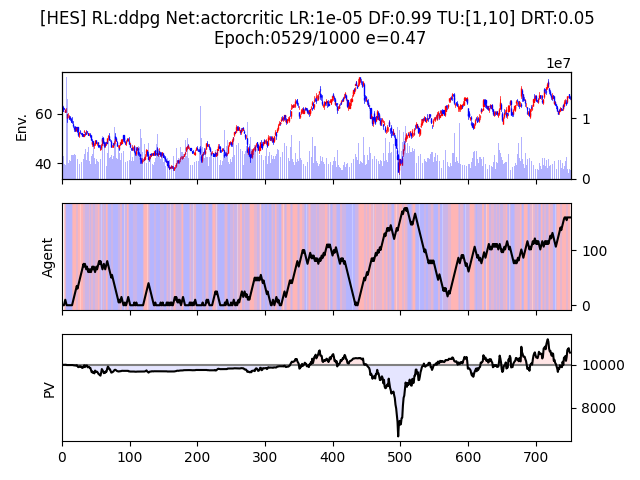 [HES] RL:ddpg Net:actorcritic LR:1e-05 DF:0.99 TU:[1,10] DRT:0.05
Epoch:0529/1000 e=0.47
1e7
Env.
60
40
1
0
Agent
100
0
PV
10000
8000
0
100
200
300
400
500
600
700